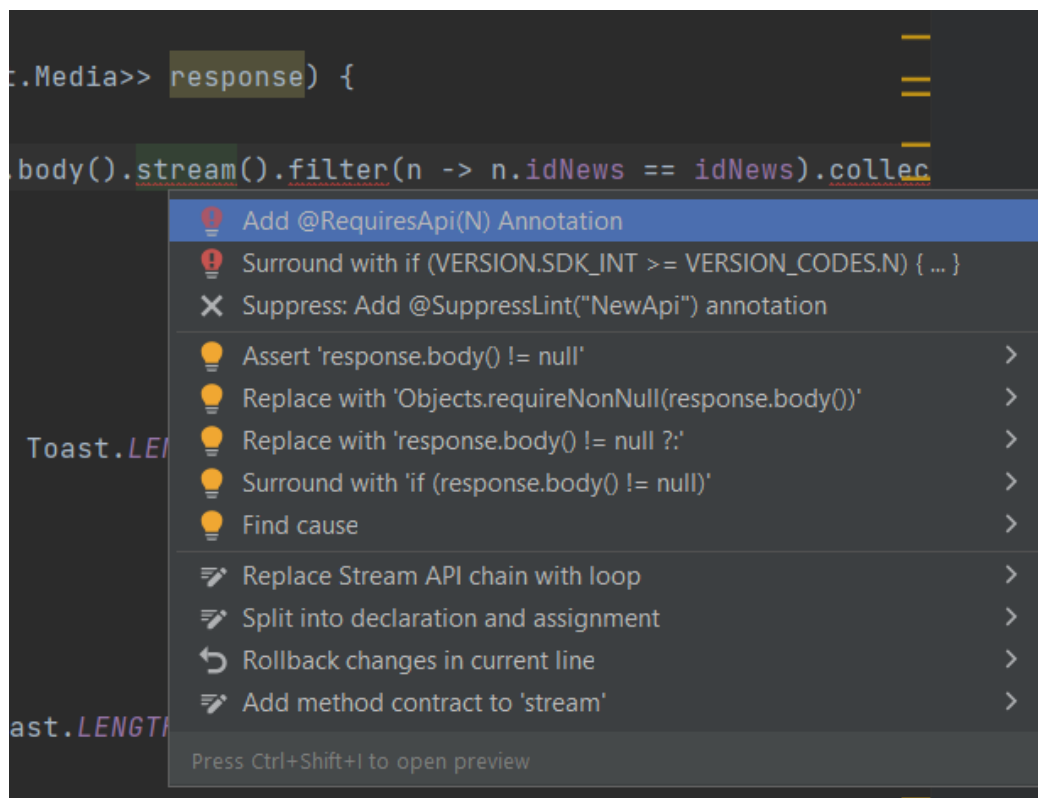 t.Media>> response) {
.body().stream().filter(n -> n.idNews == idNews).collec
Add @RequiresApi(N) Annotation
Surround with if (VERSION.SDK_INT >= VERSION_CODES.N) { ... }
Suppress: Add @SuppressLint("NewApi") annotation
Assert 'response.body() != null'
Replace with 'Objects.requireNonNull(response.body())'
Replace with 'response.body() != null ?:'
Toast.LEN
Surround with 'if (response.body() != null)'
Find cause
Replace Stream API chain with loop
Split into declaration and assignment
Rollback changes in current line
Add method contract to 'stream'
ast.LENGTH
Press Ctrl+Shift+I to open preview